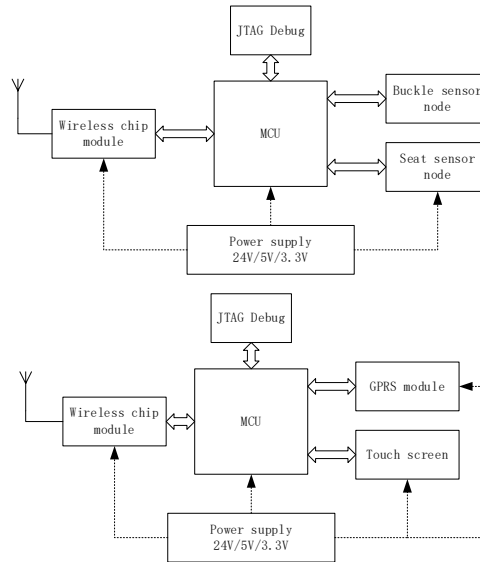 JTAG Debug
Buckle sensor
node
Wireless chip
module
MCU
Seat sensor
node
Power supply
24V/5V/3.3V
JTAG Debug
GPRS module
Wireless chip
module
MCU
Touch screen
Power supply
24V/5V/3.3V